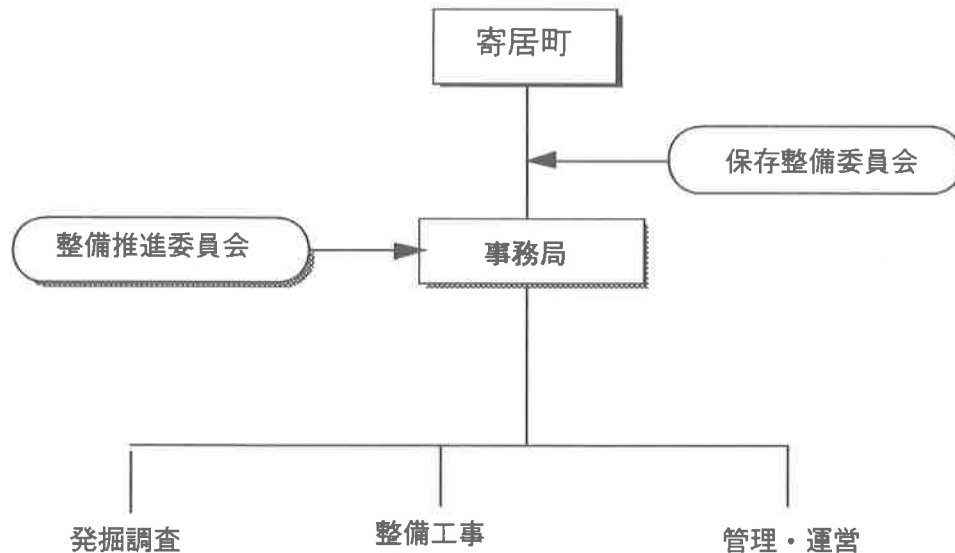 寄居町
保存整備委員会
整備推進委員会
事務局
発掘調査
整備工事
管理・運営